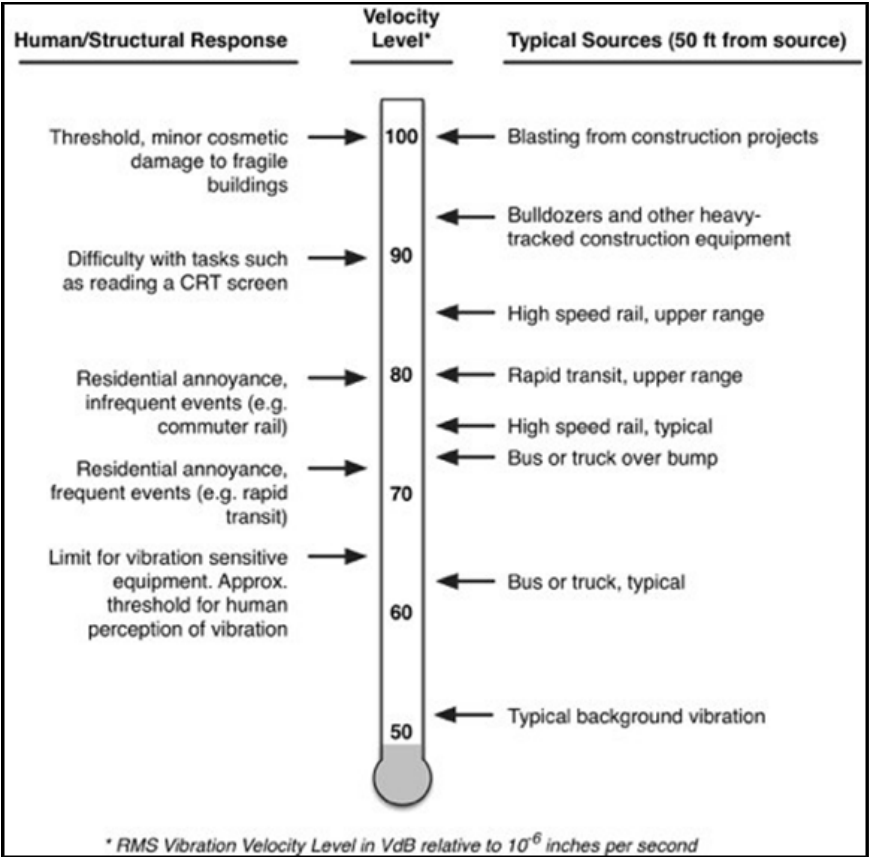 Human/Structural Response
Velocity
Level*
Typical Sources (50 ft from source)
Threshold, minor cosmetic
damage to fragile
buildings
100
Blasting from construction projects
Bulldozers and other heavy-
tracked construction equipment
Difficulty with tasks such
as reading a CRT screen
90
High speed rail, upper range
Residential annoyance,
infrequent events (e.g.
commuter rail)
80
Rapid transit, upper range
High speed rail, typical
Bus or truck over bump
Residential annoyance,
frequent events (e.g. rapid
transit)
70
Limit for vibration sensitive
equipment. Approx.
threshold for human
perception of vibration
Bus or truck, typical
60
Typical background vibration
50
* RMS Vibration Velocity Level in VdB relative to 10⁻⁶ inches per second